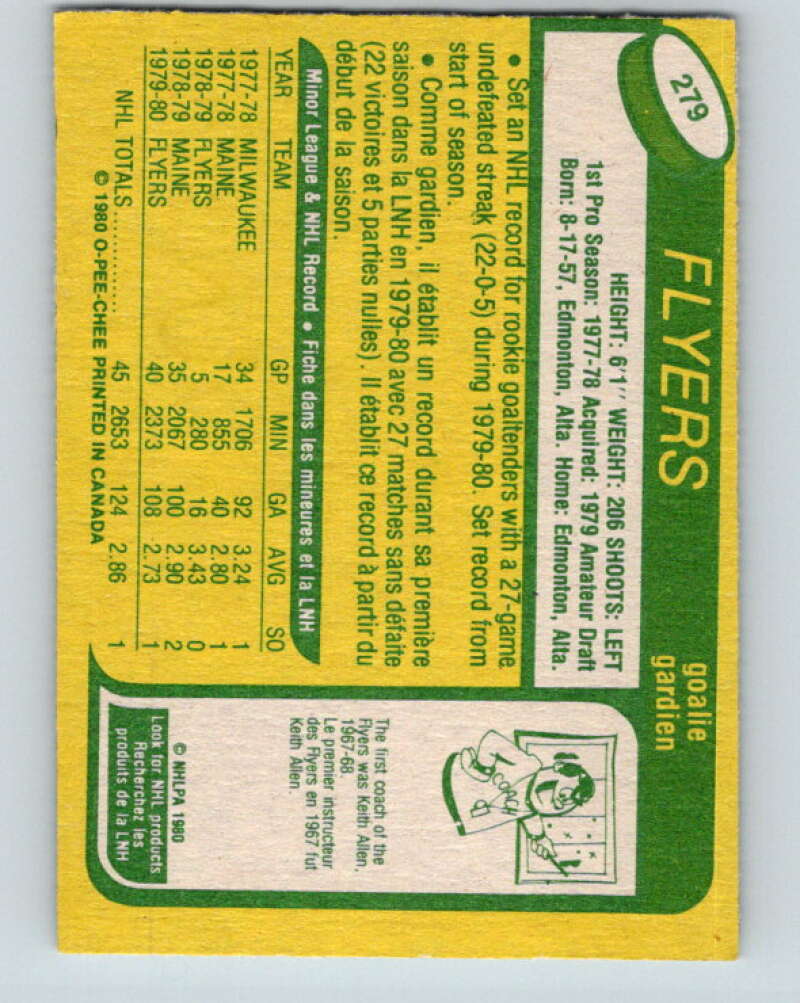 279
FLYERS
goalie
gardien
HEIGHT: 6'1" WEIGHT: 206 SHOOTS: LEFT
1st Pro Season: 1977-78 Acquired: 1979 Amateur Draft
Born: 8-17-57, Edmonton, Alta. Home: Edmonton, Alta.
• Set an NHL record for rookie goaltenders with a 27-game
undefeated streak (22-0-5) during 1979-80. Set record from
start of season.
• Comme gardien, il établit un record durant sa première
saison dans la LNH en 1979-80 avec 27 matches sans défaite
(22 victoires et 5 parties nulles). Il établit ce record à partir du
début de la saison.
Minor League & NHL Record • Fiche dans les mineures et la LNH
YEAR TEAM GP MIN GA AVG SO
1977-78 MILWAUKEE 34 1706 92 3.24 1
1977-78 MAINE 17 855 40 2.80 1
1978-79 FLYERS 5 280 16 3.43 0
1978-79 MAINE 35 2067 100 2.90 2
1979-80 FLYERS 40 2373 108 2.73 1
NHL TOTALS .............. 45 2653 124 2.86 1
© 1980 O-PEE-CHEE PRINTED IN CANADA
COACH
The first coach of the
Flyers was Keith Allen,
1967-68.
Le premier instructeur
des Flyers en 1967 fut
Keith Allen.
© NHLPA 1980
Look for NHL products
Recherchez les
produits de la LNH